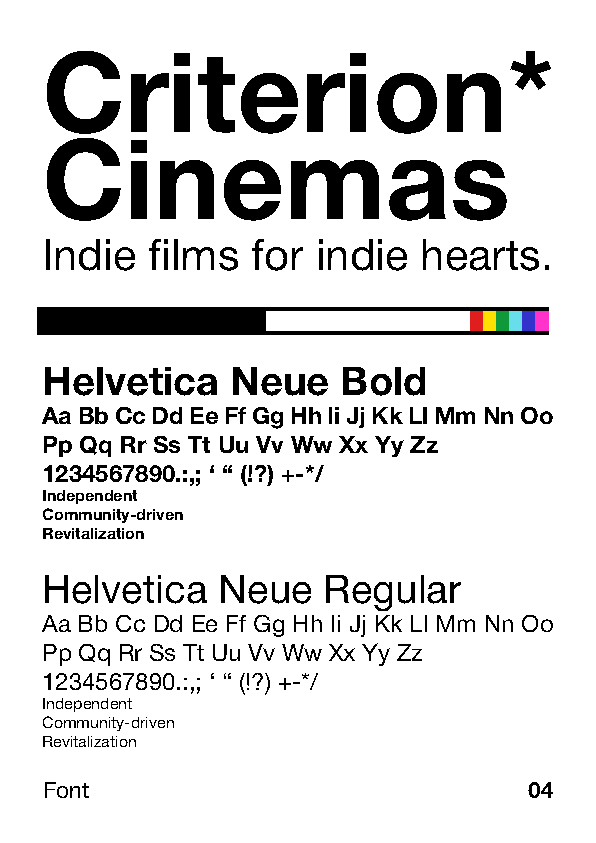 Criterion*
Cinemas
Indie films for indie hearts.
Helvetica Neue Bold
Aa Bb Cc Dd Ee Ff Gg Hh Ii Jj Kk Ll Mm Nn Oo
Pp Qq Rr Ss Tt Uu Vv Ww Xx Yy Zz
1234567890.:,; ‘ “ (!?) +-*/
Independent
Community-driven
Revitalization
Helvetica Neue Regular
Aa Bb Cc Dd Ee Ff Gg Hh Ii Jj Kk Ll Mm Nn Oo
Pp Qq Rr Ss Tt Uu Vv Ww Xx Yy Zz
1234567890.:,; ‘ “ (!?) +-*/
Independent
Community-driven
Revitalization
Font 04